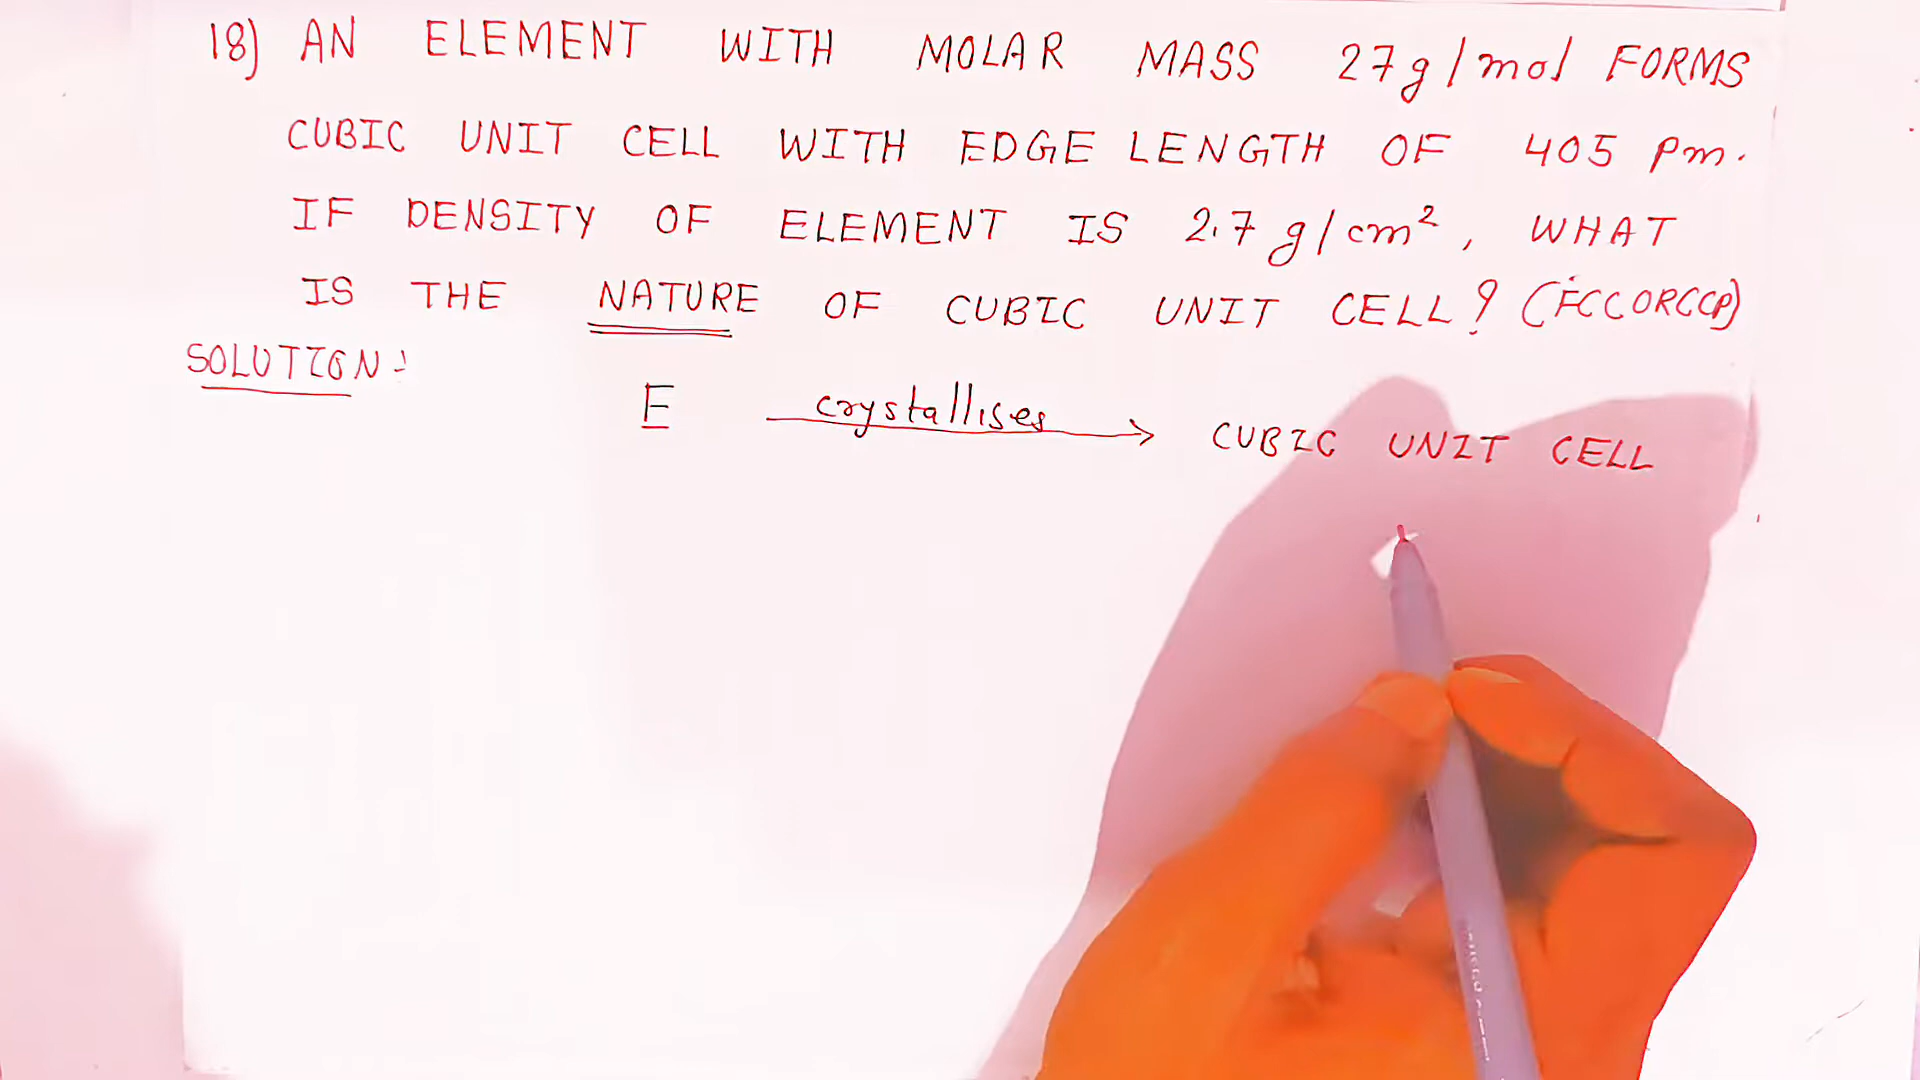 18) AN ELEMENT WITH MOLAR MASS 27g/mol FORMS
CUBIC UNIT CELL WITH EDGE LENGTH OF 405 pm.
IF DENSITY OF ELEMENT IS 2.7 g/cm², WHAT
IS THE NATURE OF CUBIC UNIT CELL? (FCC OR CCP)
SOLUTION:
E crystallises → CUBIC UNIT CELL